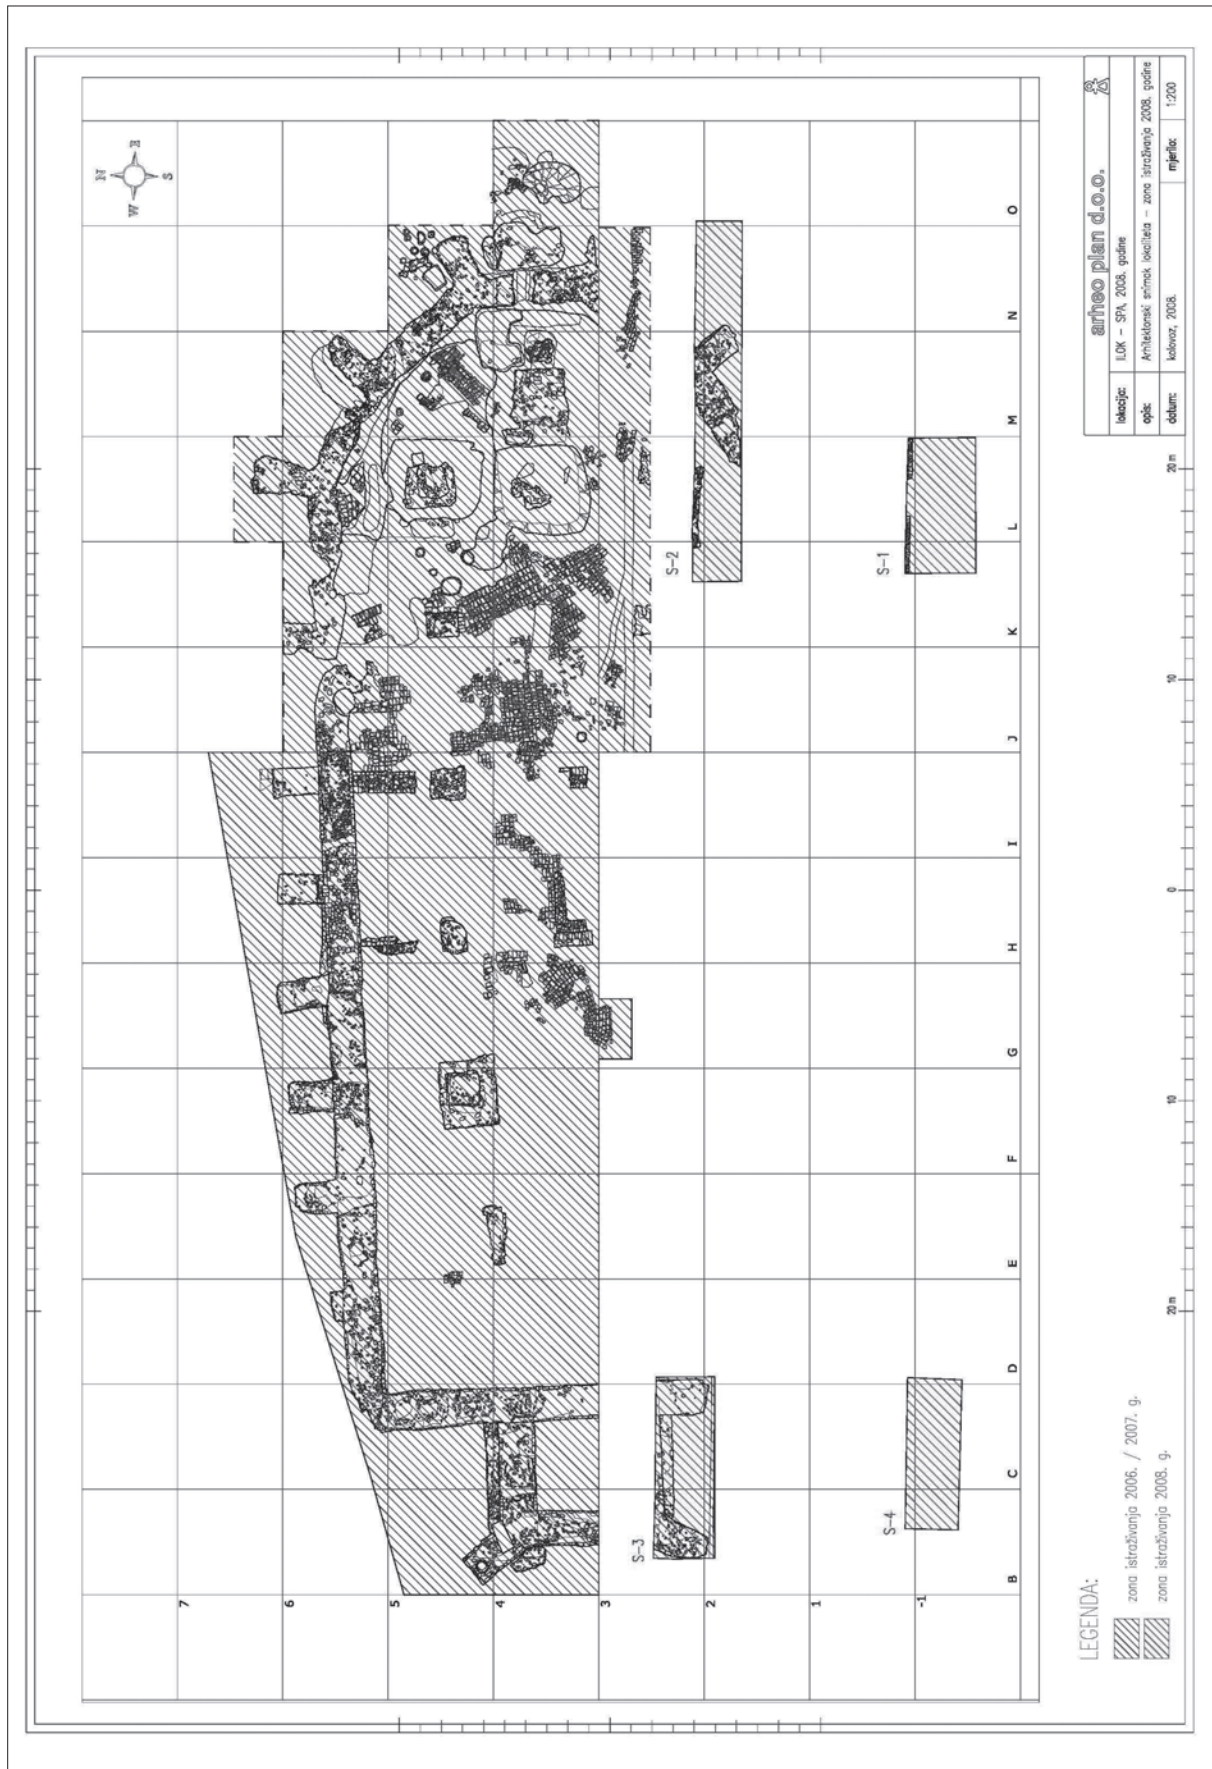 N
W
E
S
7
6
5
4
3
2
1
-1
B
C
D
E
F
G
H
I
J
K
L
M
N
O
S-3
S-4
S-2
S-1
20 m
10
0
10
20 m
LEGENDA:
zona istraživanja 2006. / 2007. g.
zona istraživanja 2008. g.
arheo plan d.o.o.
lokacija: ILOK - SPA, 2008. godine
opis: Arhitektonski snimak lokaliteta - zona istraživanja 2008. godine
datum: kolovoz, 2008. mjerilo: 1:200